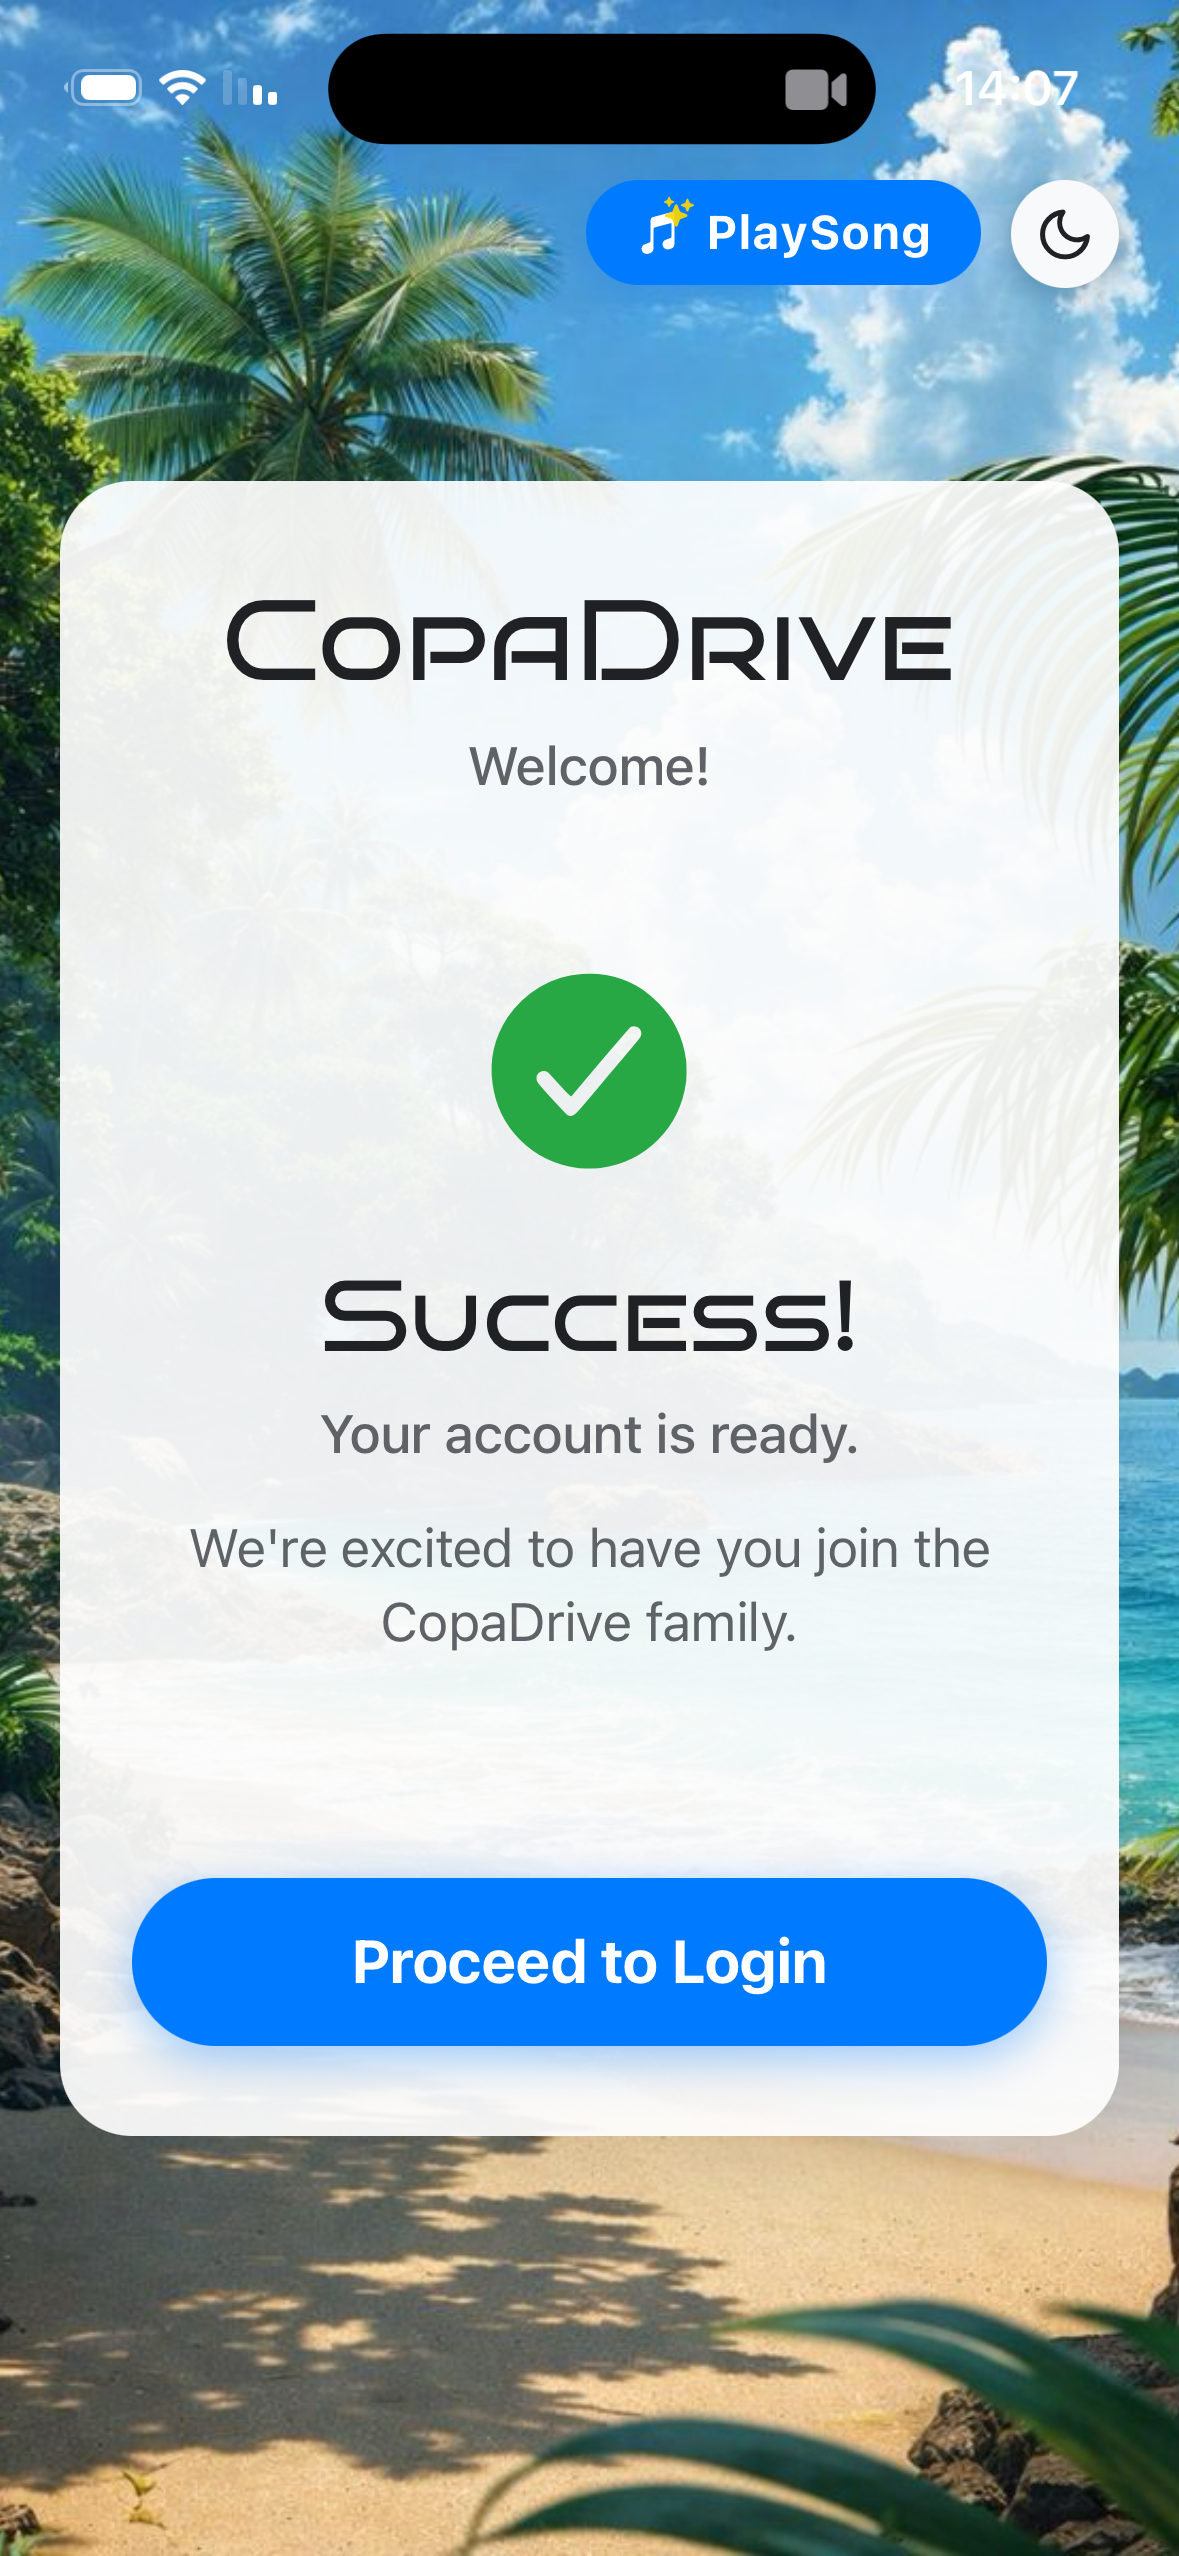 14:07
PlaySong
CopaDrive
Welcome!
Success!
Your account is ready.
We're excited to have you join the
CopaDrive family.
Proceed to Login